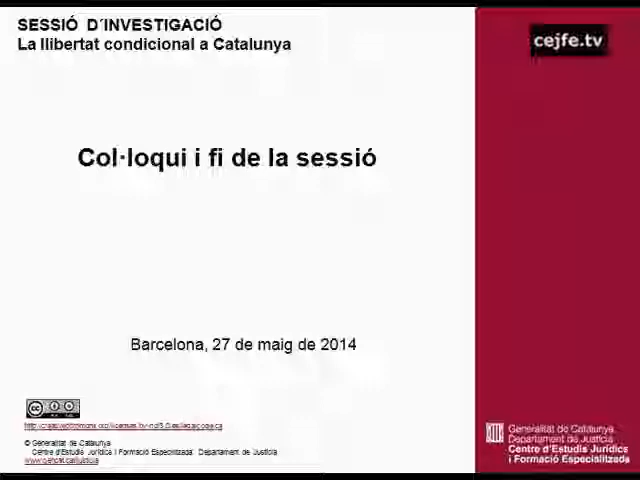 SESSIÓ D´INVESTIGACIÓ
La llibertat condicional a Catalunya
cejfe.tv
Col·loqui i fi de la sessió
Barcelona, 27 de maig de 2014
© Generalitat de Catalunya
Centre d'Estudis Jurídics i Formació Especialitzada. Departament de Justícia
Generalitat de Catalunya
Departament de Justícia
Centre d'Estudis Jurídics
i Formació Especialitzada